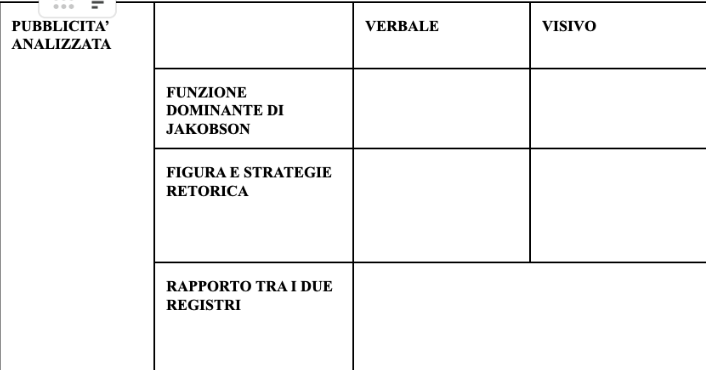 PUBBLICITA’
ANALIZZATA
VERBALE
VISIVO
FUNZIONE
DOMINANTE DI
JAKOBSON
FIGURA E STRATEGIE
RETORICA
RAPPORTO TRA I DUE
REGISTRI